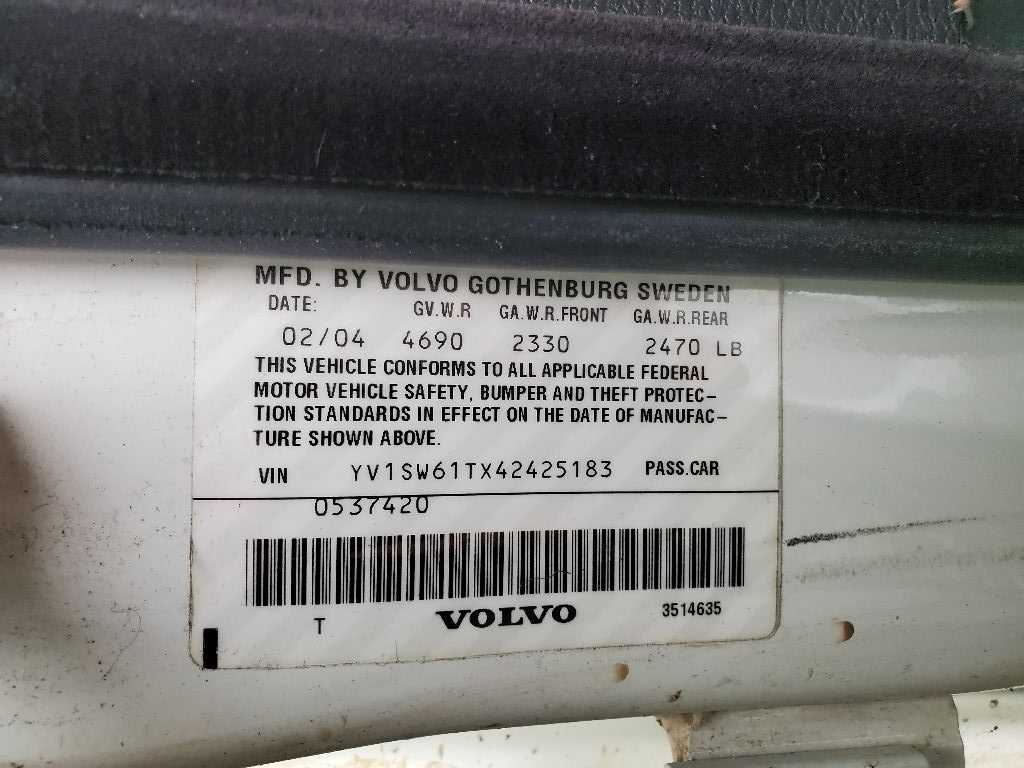 MFD. BY VOLVO GOTHENBURG SWEDEN
DATE: GV.W.R GA.W.R.FRONT GA.W.R.REAR
02/04 4690 2330 2470 LB
THIS VEHICLE CONFORMS TO ALL APPLICABLE FEDERAL
MOTOR VEHICLE SAFETY, BUMPER AND THEFT PROTEC-
TION STANDARDS IN EFFECT ON THE DATE OF MANUFAC-
TURE SHOWN ABOVE.
VIN YV1SW61TX42425183 PASS.CAR
0537420
T VOLVO 3514635